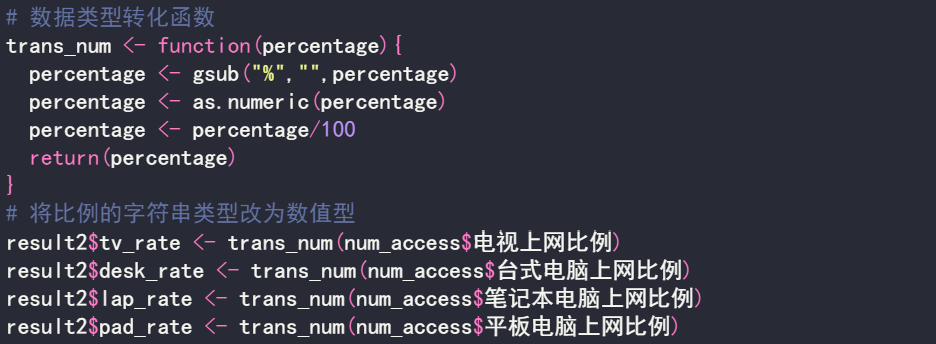 # 数据类型转化函数
trans_num <- function(percentage){
  percentage <- gsub("%","",percentage)
  percentage <- as.numeric(percentage)
  percentage <- percentage/100
  return(percentage)
}
# 将比例的字符串类型改为数值型
result2$tv_rate <- trans_num(num_access$电视上网比例)
result2$desk_rate <- trans_num(num_access$台式电脑上网比例)
result2$lap_rate <- trans_num(num_access$笔记本电脑上网比例)
result2$pad_rate <- trans_num(num_access$平板电脑上网比例)